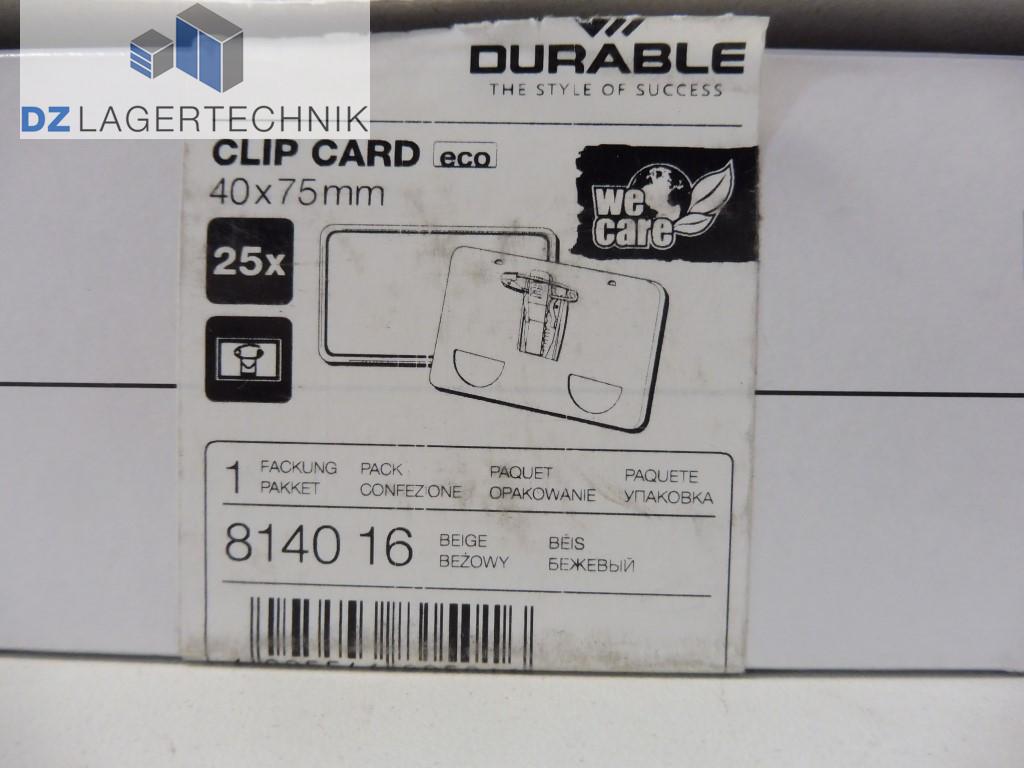 DZ LAGERTECHNIK
DURABLE
THE STYLE OF SUCCESS
CLIP CARD eco
40x75mm
we
care
25x
1 FACKUNG PACK PAQUET PAQUETE
PAKKET CONFEZIONE OPAKOWANIE УПАКОВКА
8140 16 BEIGE BÉIS
BEŻOWY БЕЖЕВЫЙ